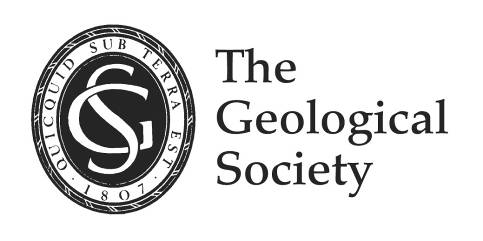 QUICQUID SUB TERRA EST
· 1807 ·
GS
The
Geological
Society